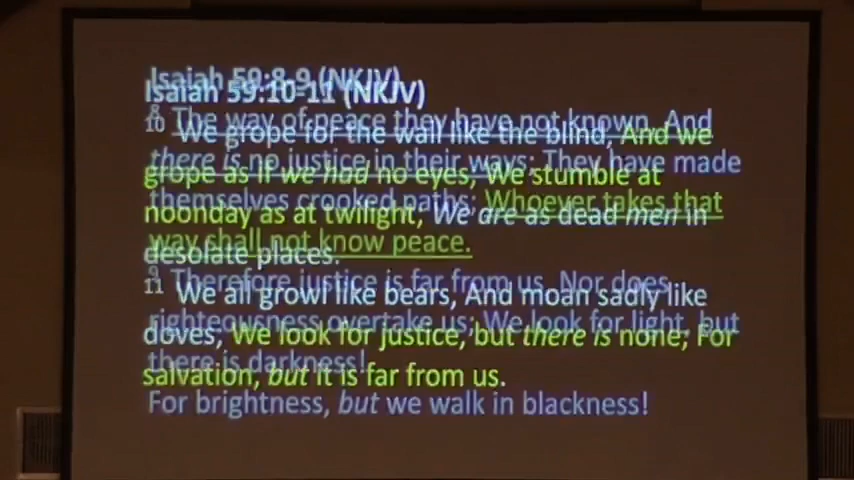 Isaiah 59:8-9 (NKJV)
Isaiah 59:10-11 (NKJV)
8 The way of peace they have not known, And
10 We grope for the wall like the blind, And we
there is no justice in their ways; They have made
grope as if we had no eyes; We stumble at
themselves crooked paths; Whoever takes that
noonday as at twilight; We are as dead men in
way shall not know peace.
desolate places.
9 Therefore justice is far from us, Nor does
11 We all growl like bears, And moan sadly like
righteousness overtake us; We look for light, but
doves; We look for justice, but there is none; For
there is darkness!
salvation, but it is far from us.
For brightness, but we walk in blackness!